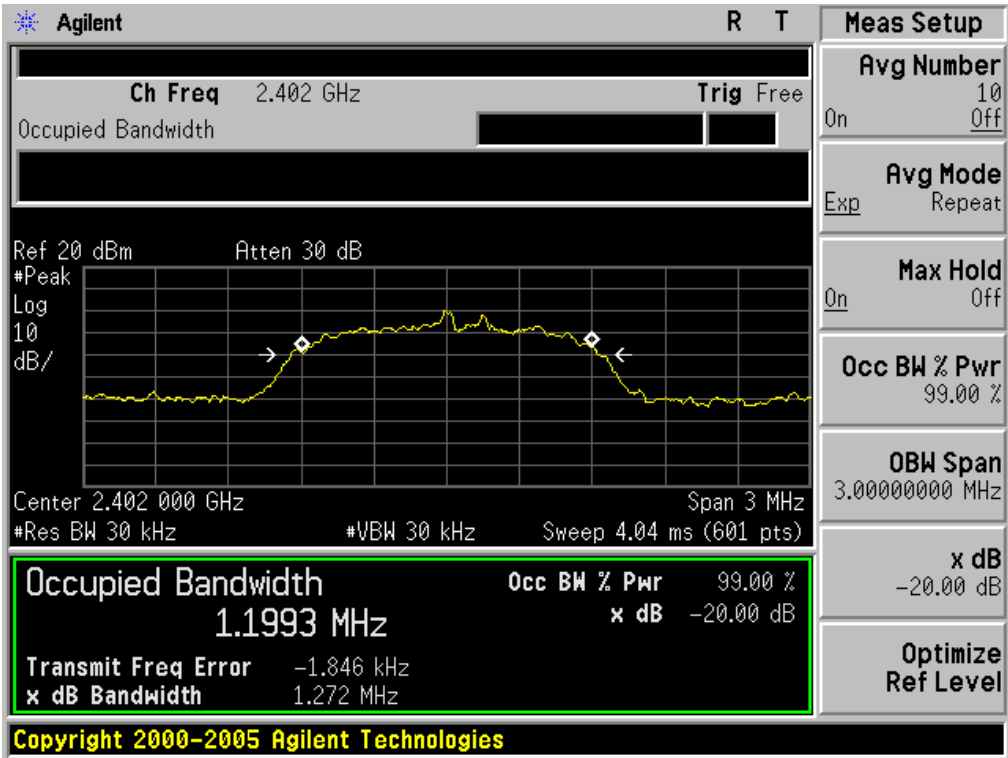 Agilent R T
Ch Freq 2.402 GHz Trig Free
Occupied Bandwidth
Ref 20 dBm Atten 30 dB
#Peak
Log
10
dB/
Center 2.402 000 GHz Span 3 MHz
#Res BW 30 kHz #VBW 30 kHz Sweep 4.04 ms (601 pts)
Occupied Bandwidth Occ BW % Pwr 99.00 %
1.1993 MHz x dB -20.00 dB
Transmit Freq Error -1.846 kHz
x dB Bandwidth 1.272 MHz
Copyright 2000-2005 Agilent Technologies
Meas Setup
Avg Number
10
On Off
Avg Mode
Exp Repeat
Max Hold
On Off
Occ BW % Pwr
99.00 %
OBW Span
3.00000000 MHz
x dB
-20.00 dB
Optimize
Ref Level